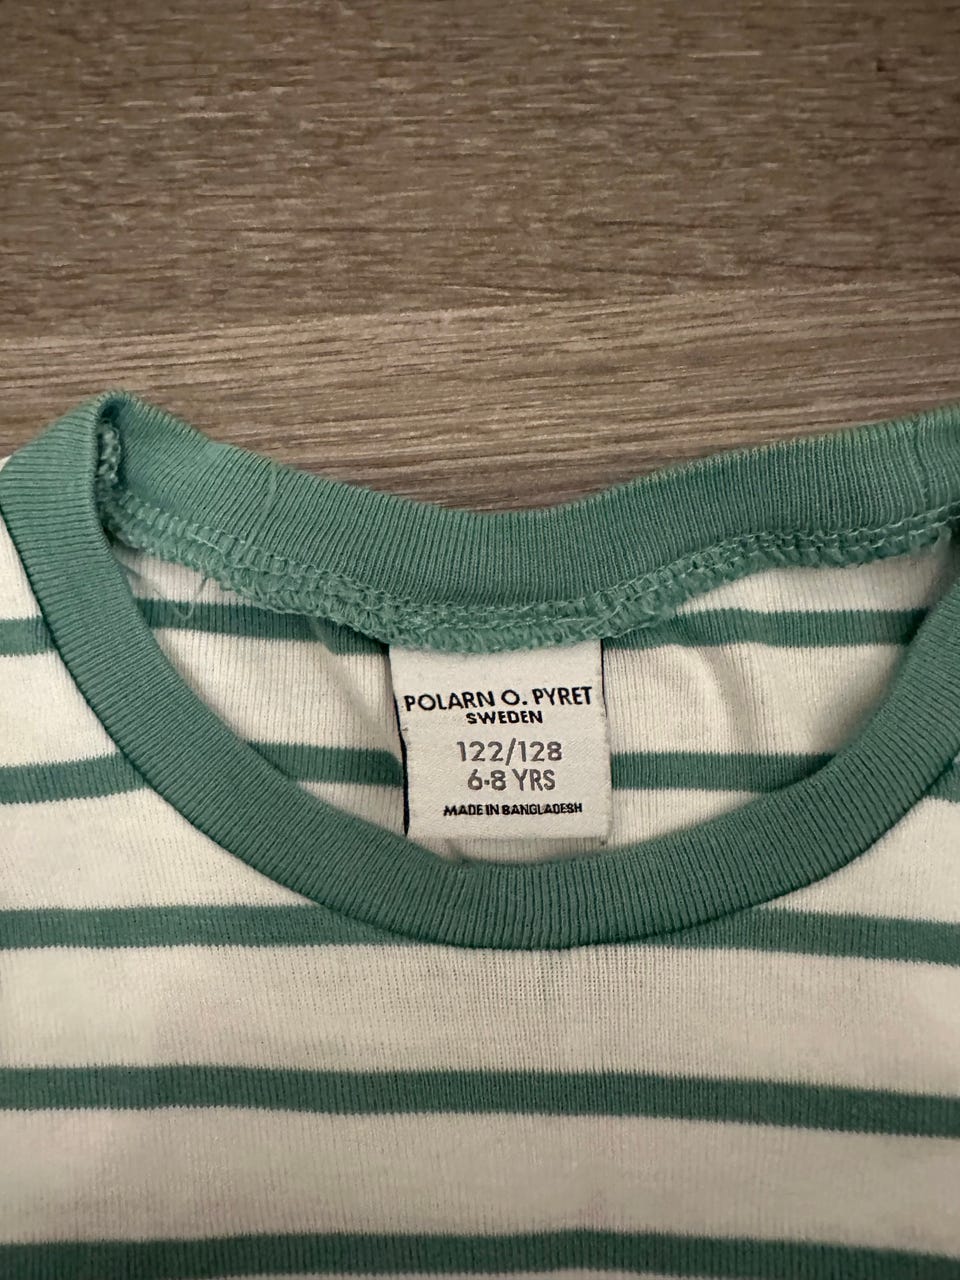 POLARN O. PYRET
SWEDEN
122/128
6-8 YRS
MADE IN BANGLADESH